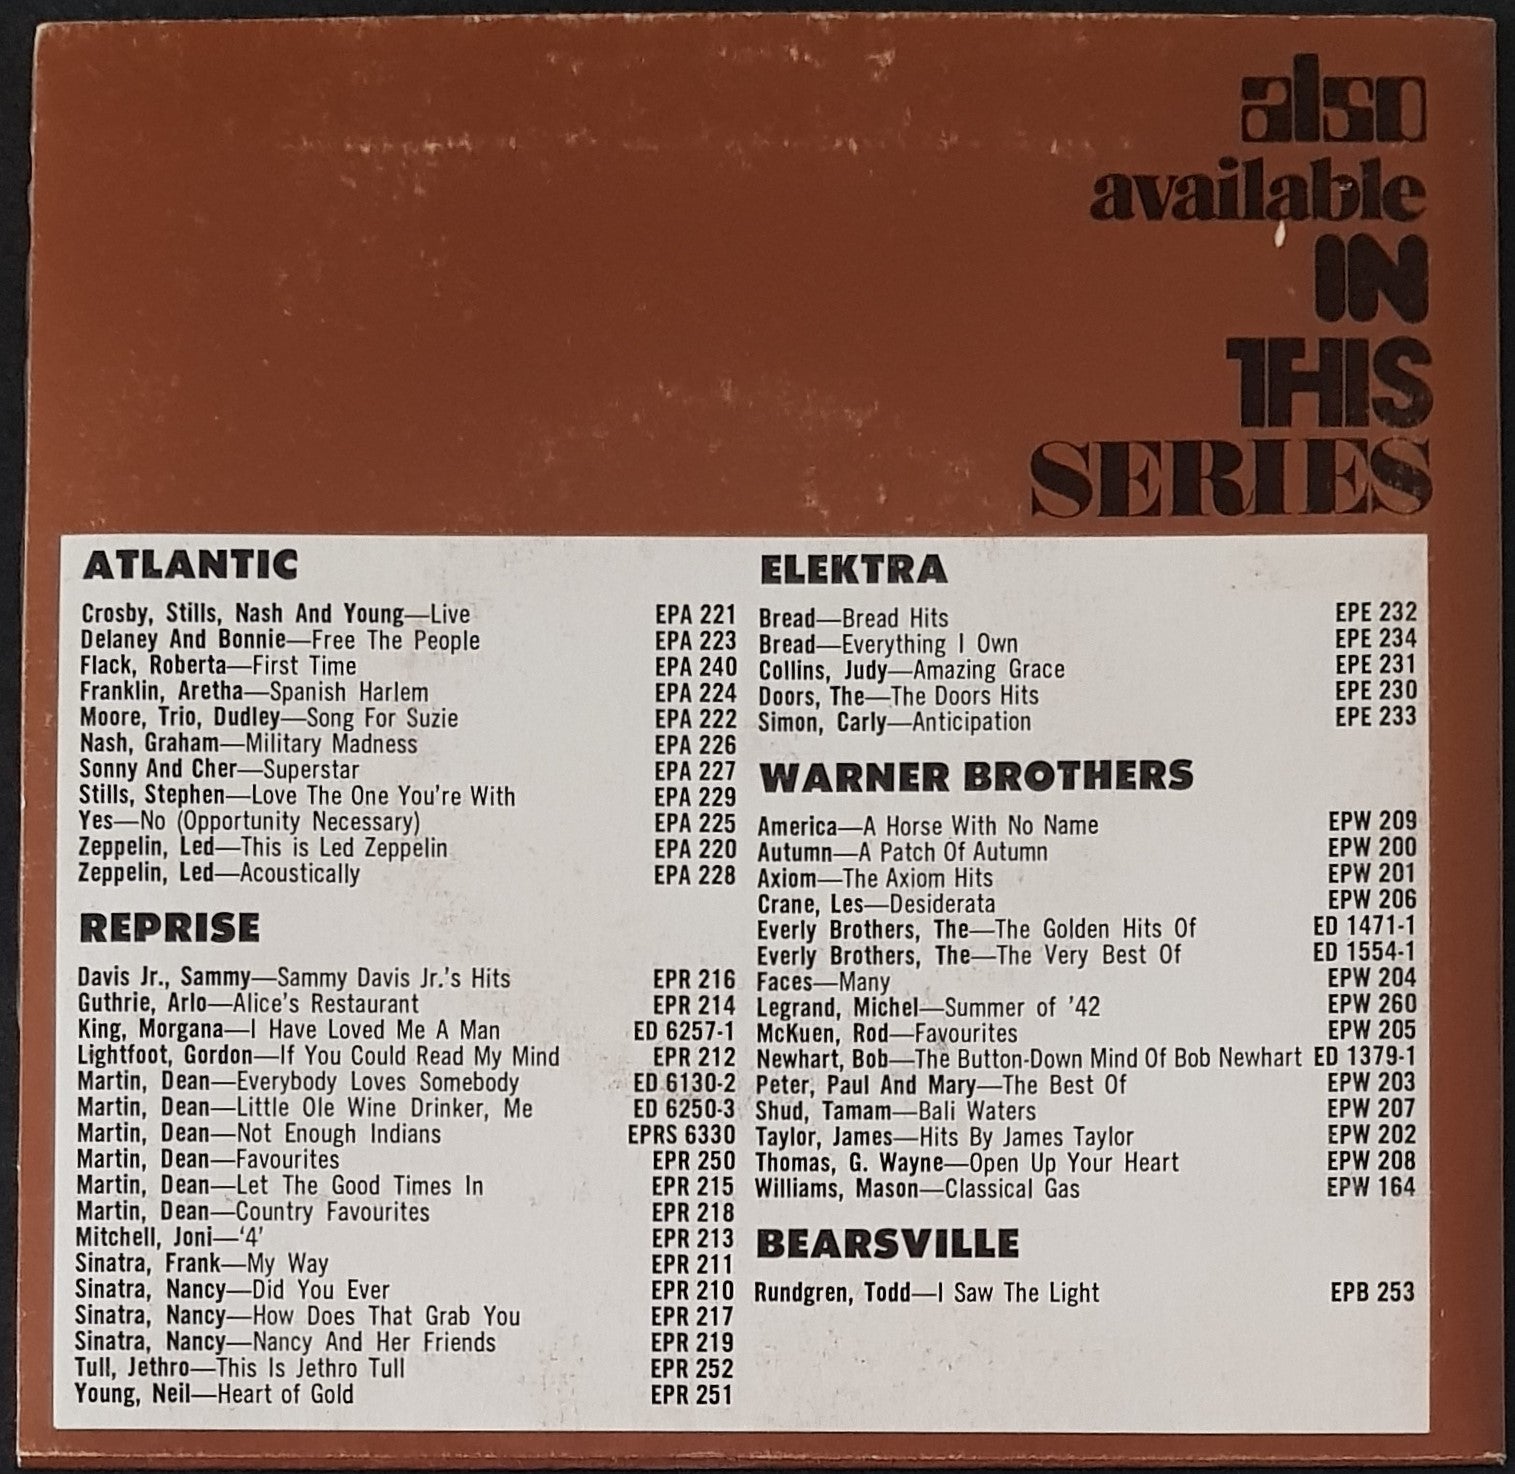 also
available
IN
THIS
SERIES
ATLANTIC
Crosby, Stills, Nash And Young—Live EPA 221
Delaney And Bonnie—Free The People EPA 223
Flack, Roberta—First Time EPA 240
Franklin, Aretha—Spanish Harlem EPA 224
Moore, Trio, Dudley—Song For Suzie EPA 222
Nash, Graham—Military Madness EPA 226
Sonny And Cher—Superstar EPA 227
Stills, Stephen—Love The One You're With EPA 229
Yes—No (Opportunity Necessary) EPA 225
Zeppelin, Led—This is Led Zeppelin EPA 220
Zeppelin, Led—Acoustically EPA 228
REPRISE
Davis Jr., Sammy—Sammy Davis Jr.'s Hits EPR 216
Guthrie, Arlo—Alice's Restaurant EPR 214
King, Morgana—I Have Loved Me A Man ED 6257-1
Lightfoot, Gordon—If You Could Read My Mind EPR 212
Martin, Dean—Everybody Loves Somebody ED 6130-2
Martin, Dean—Little Ole Wine Drinker, Me ED 6250-3
Martin, Dean—Not Enough Indians EPRS 6330
Martin, Dean—Favourites EPR 250
Martin, Dean—Let The Good Times In EPR 215
Martin, Dean—Country Favourites EPR 218
Mitchell, Joni—'4' EPR 213
Sinatra, Frank—My Way EPR 211
Sinatra, Nancy—Did You Ever EPR 210
Sinatra, Nancy—How Does That Grab You EPR 217
Sinatra, Nancy—Nancy And Her Friends EPR 219
Tull, Jethro—This Is Jethro Tull EPR 252
Young, Neil—Heart of Gold EPR 251
ELEKTRA
Bread—Bread Hits EPE 232
Bread—Everything I Own EPE 234
Collins, Judy—Amazing Grace EPE 231
Doors, The—The Doors Hits EPE 230
Simon, Carly—Anticipation EPE 233
WARNER BROTHERS
America—A Horse With No Name EPW 209
Autumn—A Patch Of Autumn EPW 200
Axiom—The Axiom Hits EPW 201
Crane, Les—Desiderata EPW 206
Everly Brothers, The—The Golden Hits Of ED 1471-1
Everly Brothers, The—The Very Best Of ED 1554-1
Faces—Many EPW 204
Legrand, Michel—Summer of '42 EPW 260
McKuen, Rod—Favourites EPW 205
Newhart, Bob—The Button-Down Mind Of Bob Newhart ED 1379-1
Peter, Paul And Mary—The Best Of EPW 203
Shud, Tamam—Bali Waters EPW 207
Taylor, James—Hits By James Taylor EPW 202
Thomas, G. Wayne—Open Up Your Heart EPW 208
Williams, Mason—Classical Gas EPW 164
BEARSVILLE
Rundgren, Todd—I Saw The Light EPB 253